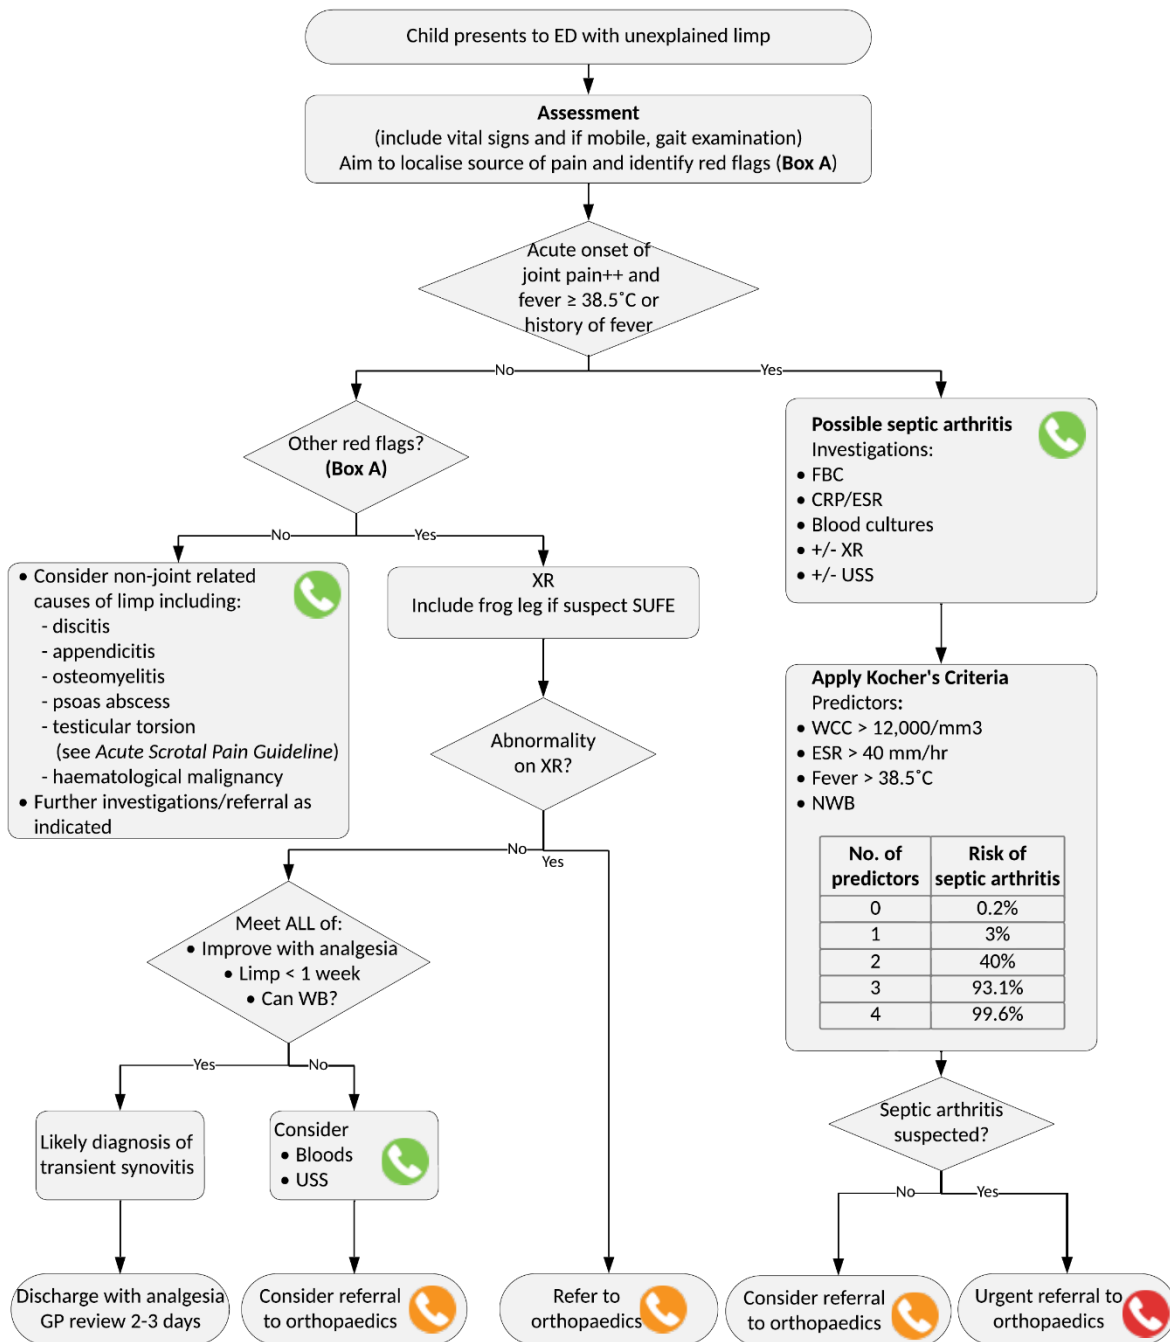 Child presents to ED with unexplained limp
Assessment
(include vital signs and if mobile, gait examination)
Aim to localise source of pain and identify red flags (Box A)
Acute onset of
joint pain++ and
fever ≥ 38.5˚C or
history of fever
No
Yes
Other red flags?
(Box A)
No
Yes
• Consider non-joint related
causes of limp including:
- discitis
- appendicitis
- osteomyelitis
- psoas abscess
- testicular torsion
(see Acute Scrotal Pain Guideline)
- haematological malignancy
• Further investigations/referral as
indicated
XR
Include frog leg if suspect SUFE
Abnormality
on XR?
No
Yes
Meet ALL of:
• Improve with analgesia
• Limp < 1 week
• Can WB?
Yes
No
Likely diagnosis of
transient synovitis
Consider
• Bloods
• USS
Discharge with analgesia
GP review 2-3 days
Consider referral
to orthopaedics
Refer to
orthopaedics
Possible septic arthritis
Investigations:
• FBC
• CRP/ESR
• Blood cultures
• +/- XR
• +/- USS
Apply Kocher's Criteria
Predictors:
• WCC > 12,000/mm3
• ESR > 40 mm/hr
• Fever > 38.5˚C
• NWB
No. of predictors Risk of septic arthritis
0 0.2%
1 3%
2 40%
3 93.1%
4 99.6%
Septic arthritis
suspected?
No
Yes
Consider referral
to orthopaedics
Urgent referral to
orthopaedics